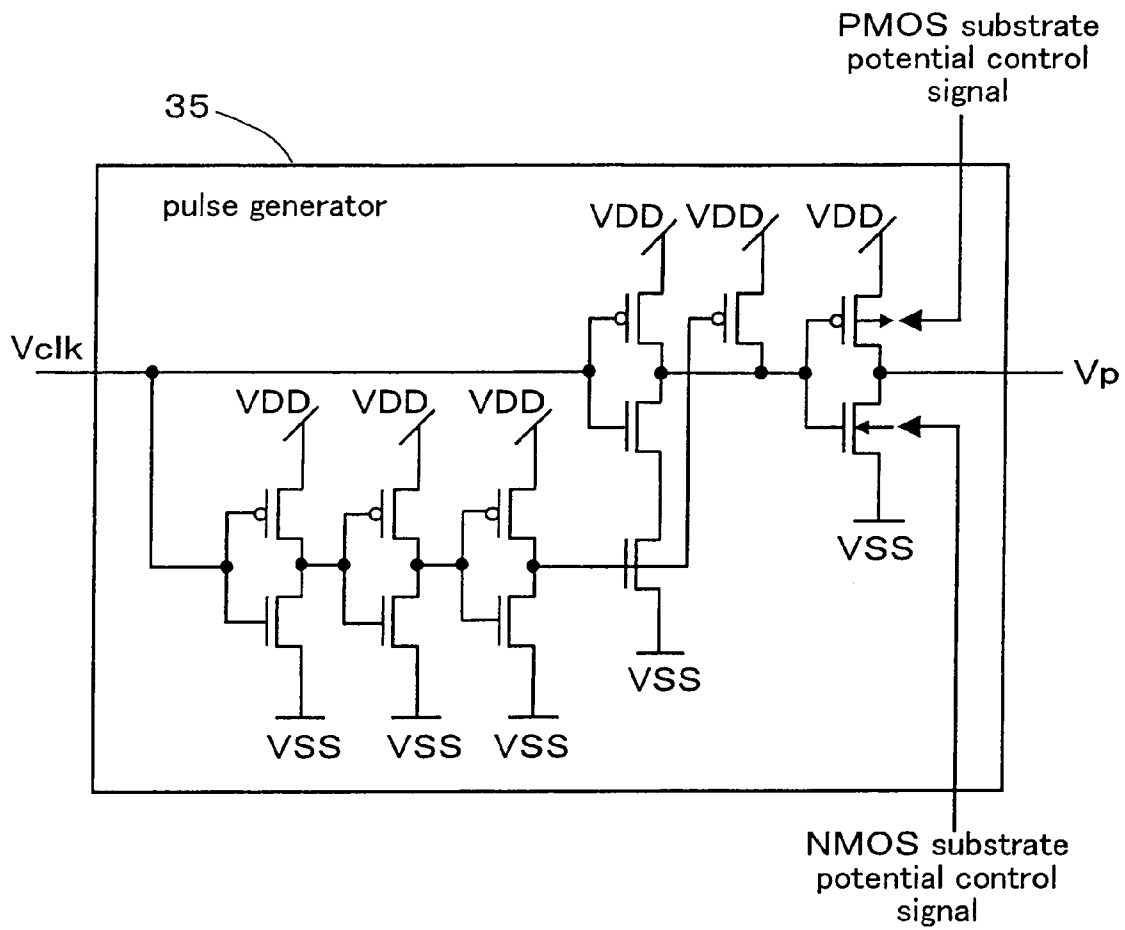 PMOS substrate
potential control
signal
35
pulse generator
VDD VDD VDD
Vclk
Vp
VDD VDD VDD
VSS
VSS
VSS VSS VSS
NMOS substrate
potential control
signal